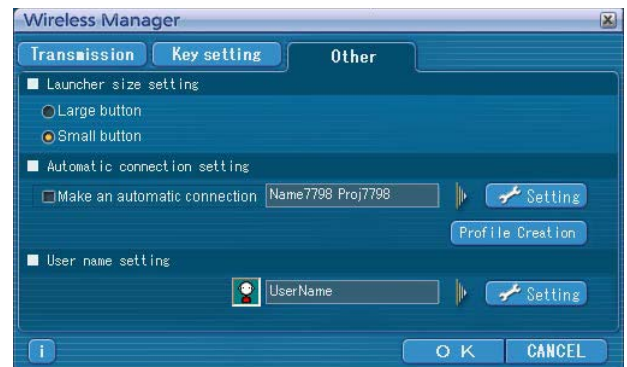 Wireless Manager
Transmission Key setting Other
Launcher size setting
Large button
Small button
Automatic connection setting
Make an automatic connection Name7798 Proj7798 Setting
Profile Creation
User name setting
UserName Setting
i OK CANCEL